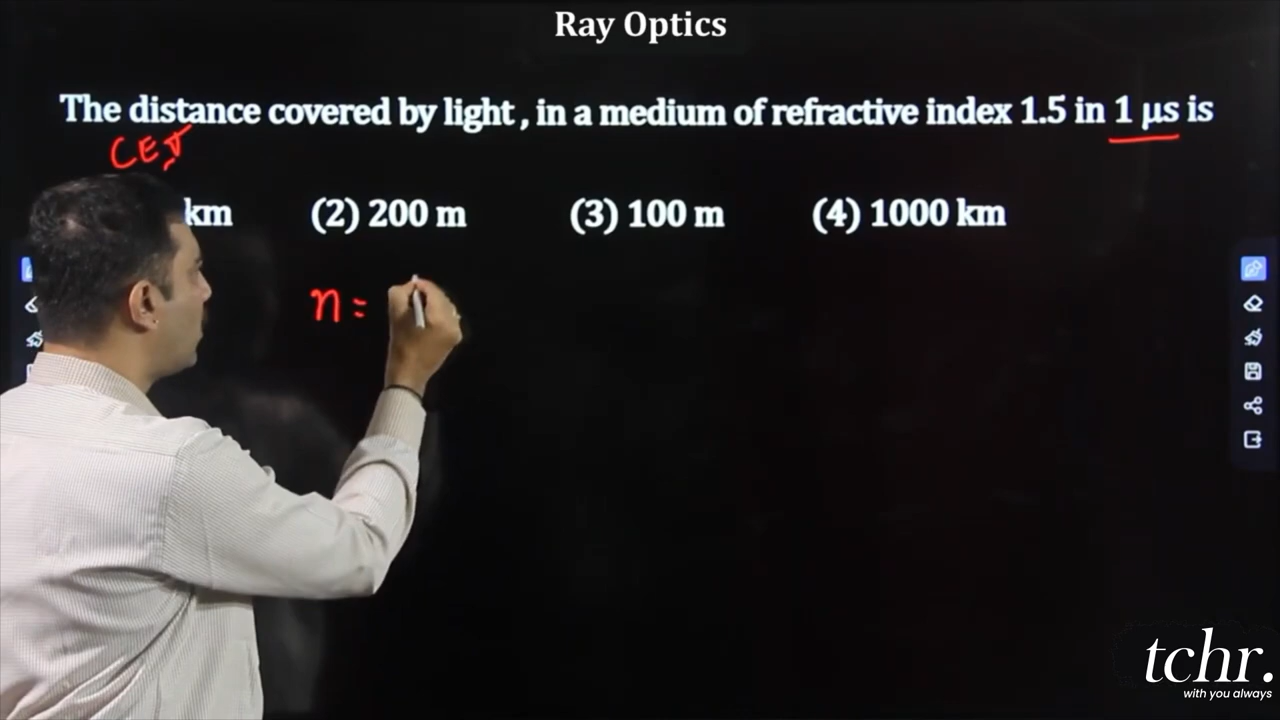 Ray Optics
The distance covered by light, in a medium of refractive index 1.5 in 1 μs is
CET
km (2) 200 m (3) 100 m (4) 1000 km
n =
tchr.
with you always